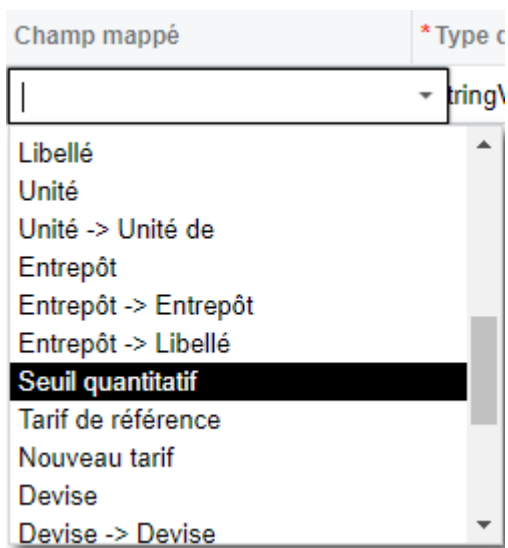 Champ mappé * Type d
tringV
Libellé
Unité
Unité -> Unité de
Entrepôt
Entrepôt -> Entrepôt
Entrepôt -> Libellé
Seuil quantitatif
Tarif de référence
Nouveau tarif
Devise
Devise -> Devise